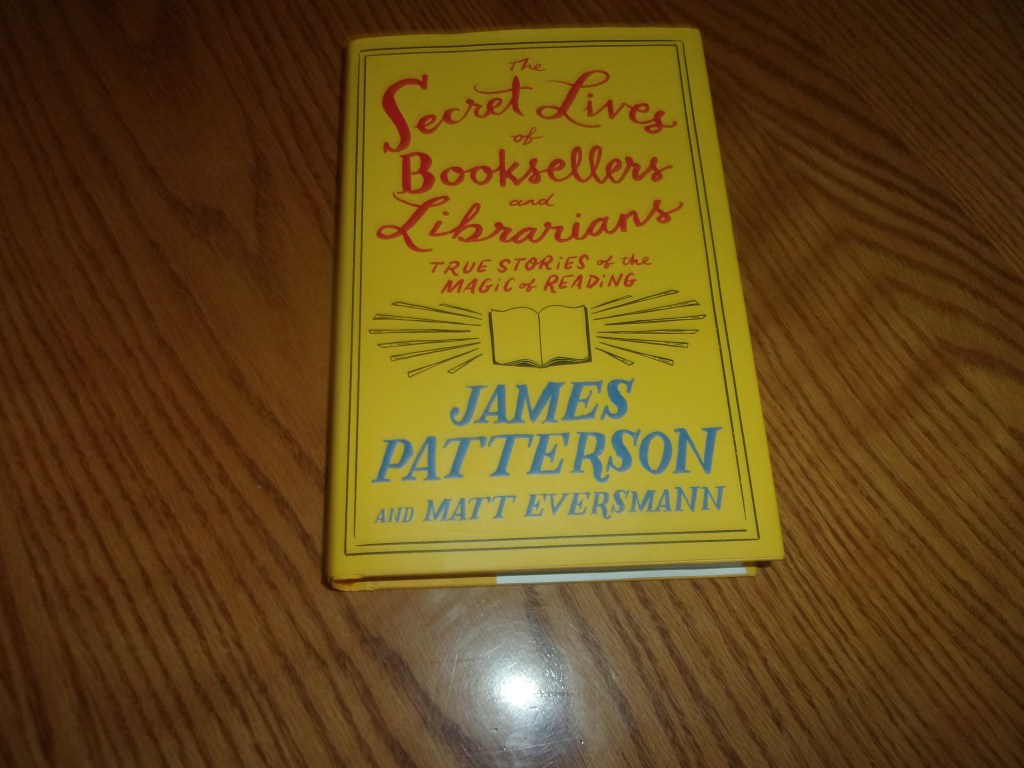 The
Secret Lives
of
Booksellers
and
Librarians
TRUE STORiES of the
MAGiC of READiNG
JAMES
PATTERSON
AND MATT EVERSMANN